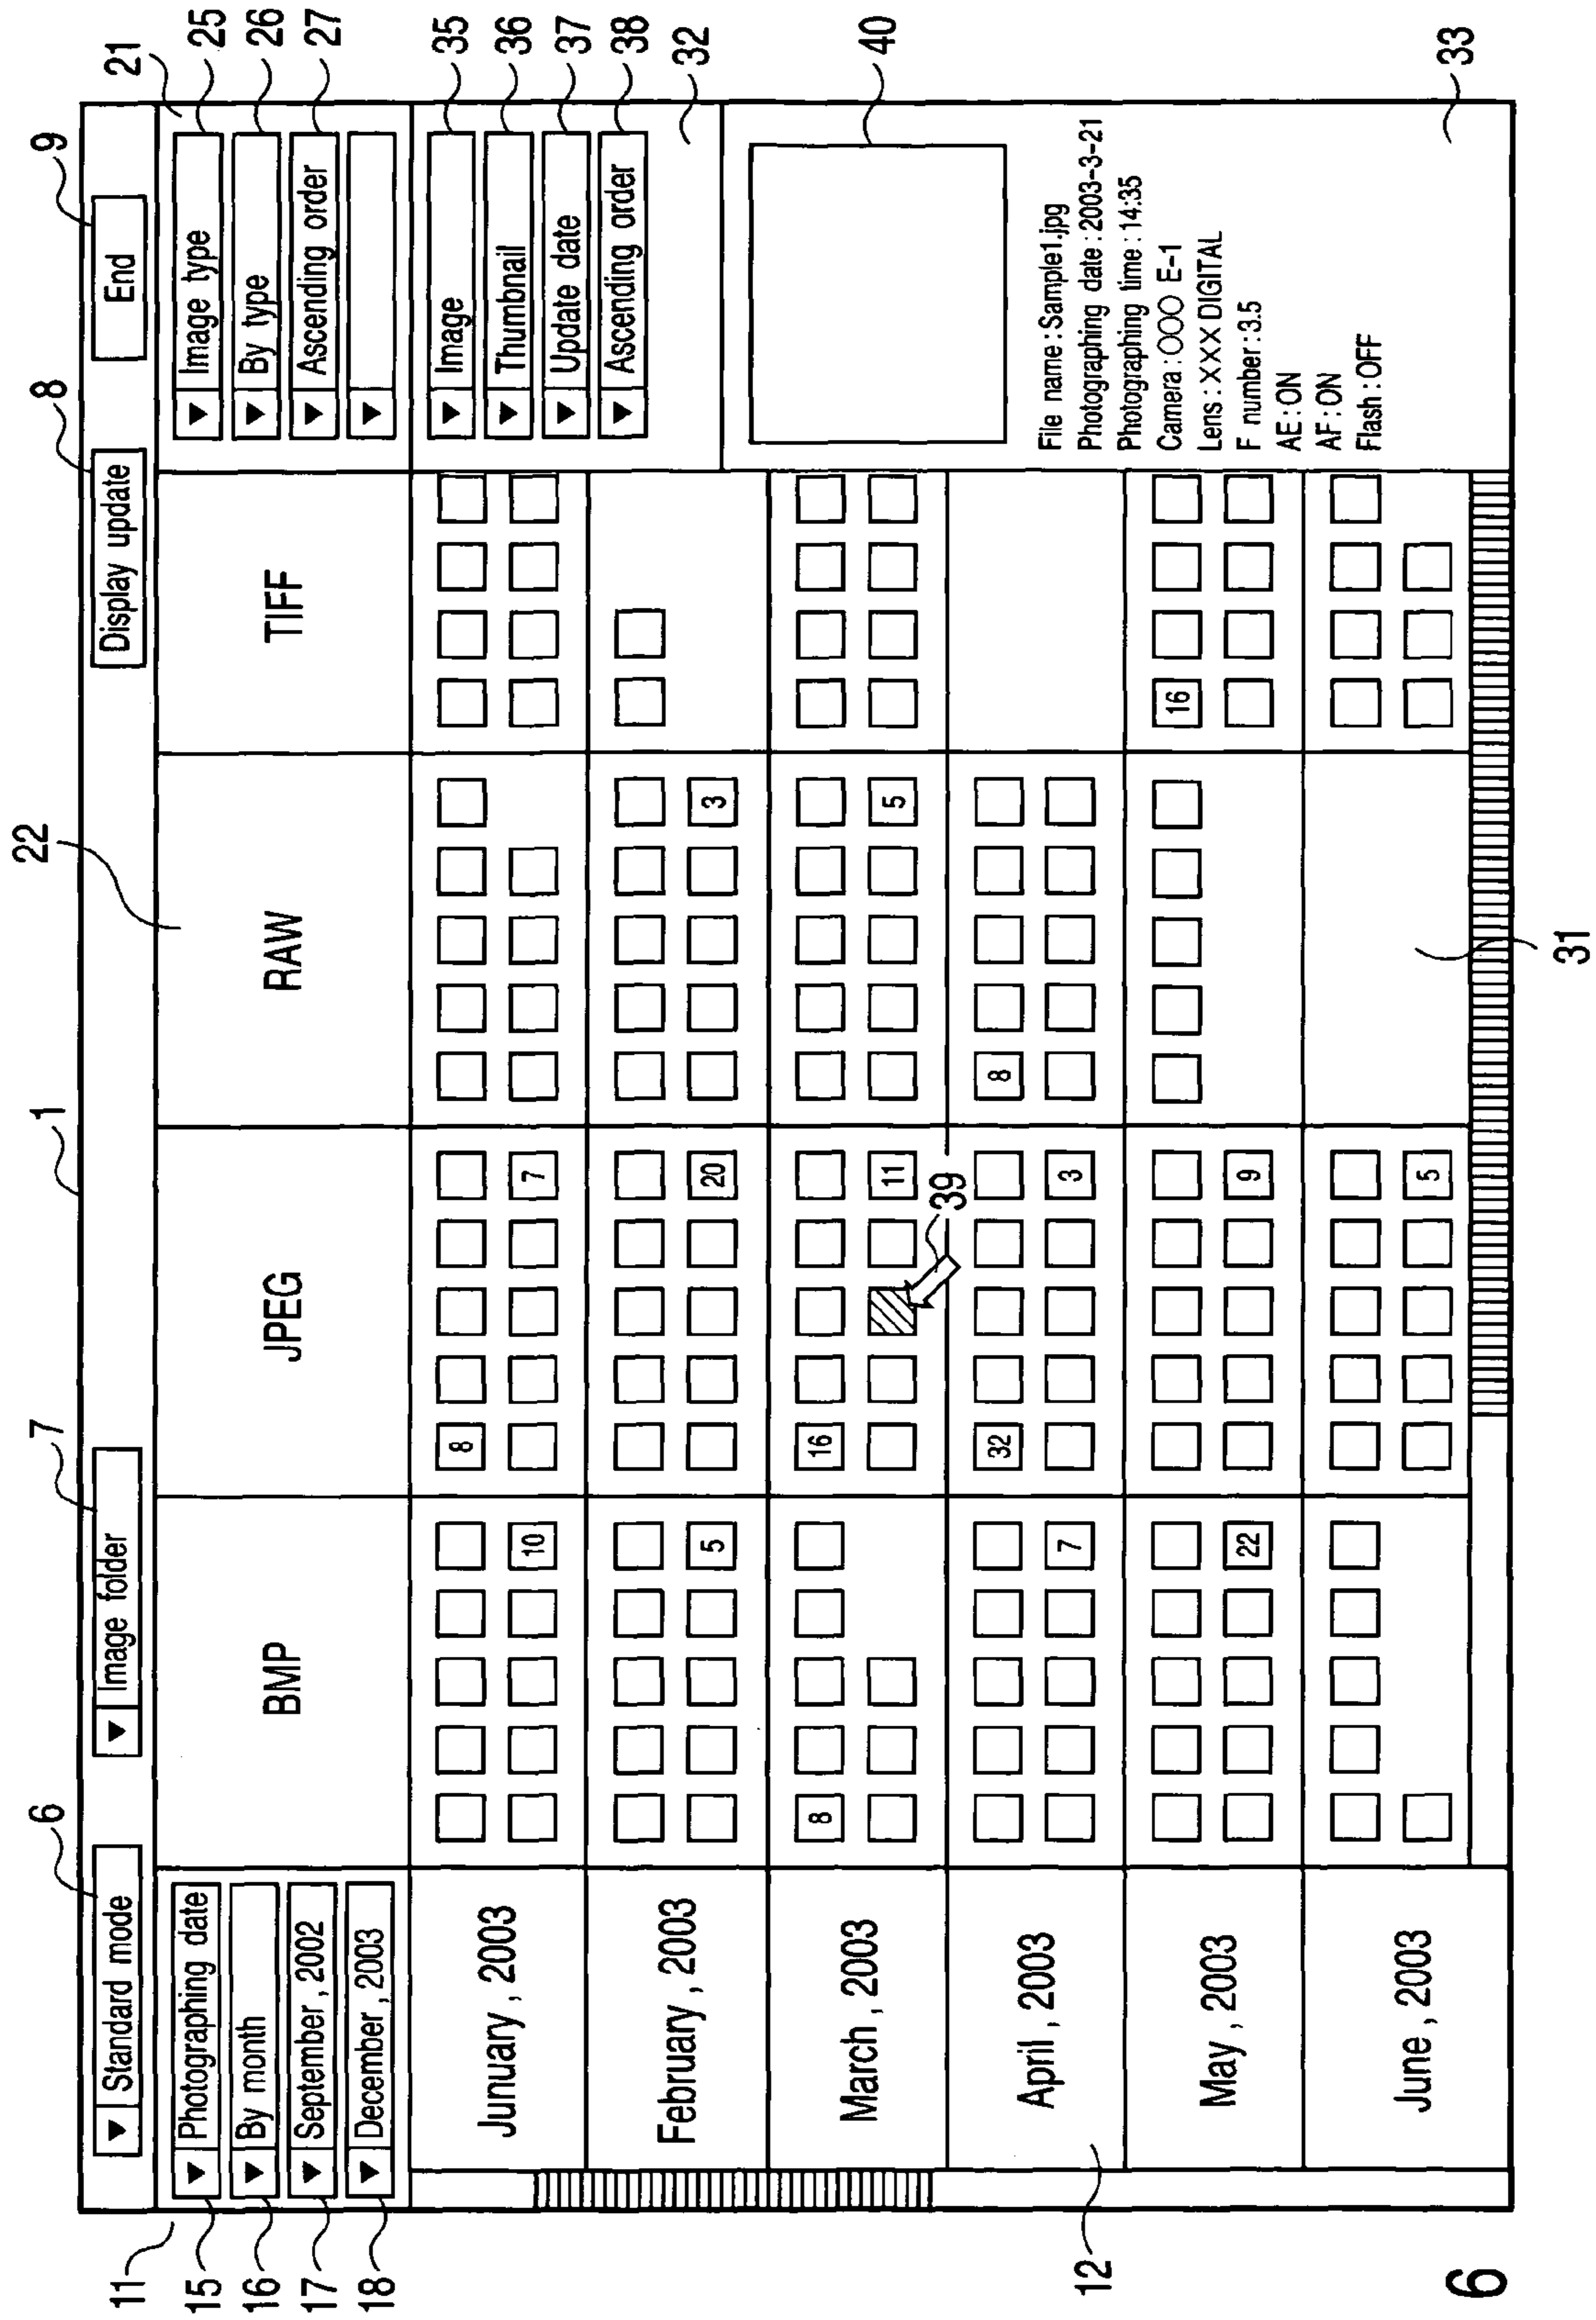 1
6
7
8
9
Standard mode
Image folder
Display update
End
11
15
16
17
18
Photographing date
By month
September, 2002
December, 2003
22
BMP
JPEG
RAW
TIFF
21
Image type
By type
Ascending order
25
26
27
Junuary, 2003
8
10
7
February, 2003
5
20
3
March, 2003
8
16
11
5
39
April, 2003
32
8
7
3
May, 2003
16
22
9
June, 2003
5
12
31
Image
Thumbnail
Update date
Ascending order
35
36
37
38
32
40
File name:Sample1.jpg
Photographing date:2003-3-21
Photographing time:14:35
Camera:OOO E-1
Lens:XXX DIGITAL
F number:3.5
AE:ON
AF:ON
Flash:OFF
33
6